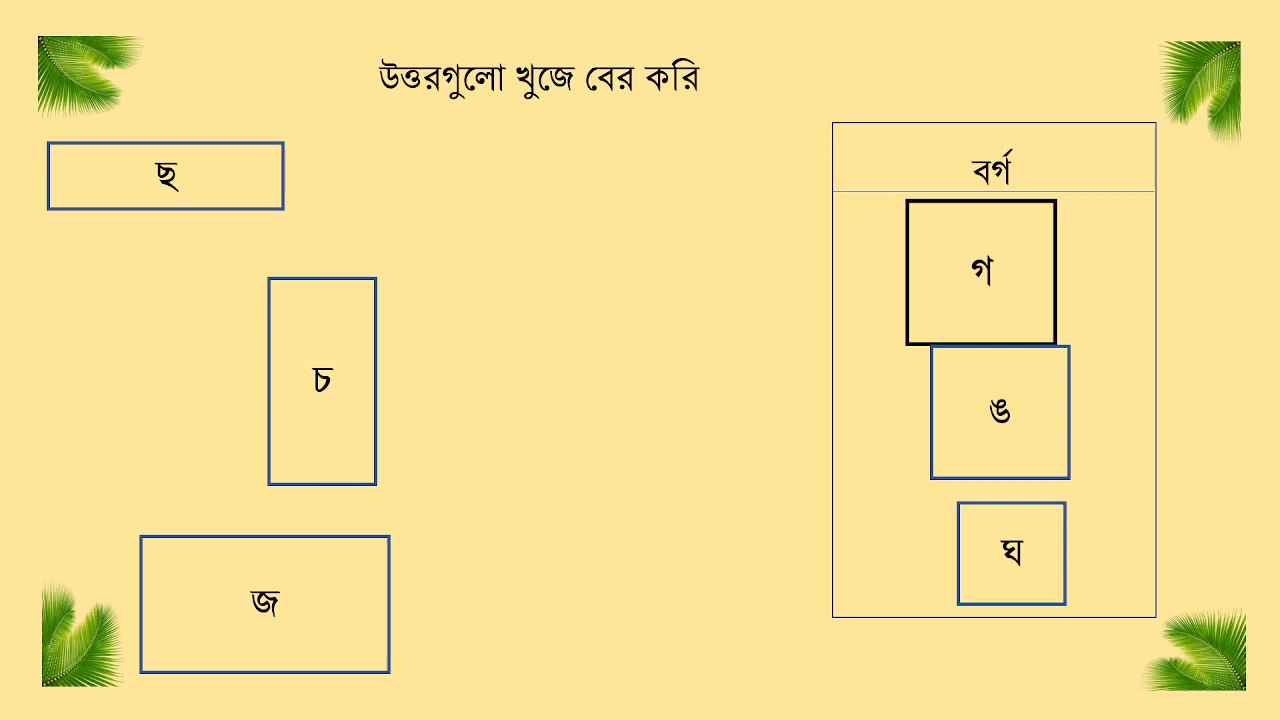 উত্তরগুলো খুজে বের করি
ছ
বর্গ
গ
চ
ঙ
ঘ
জ